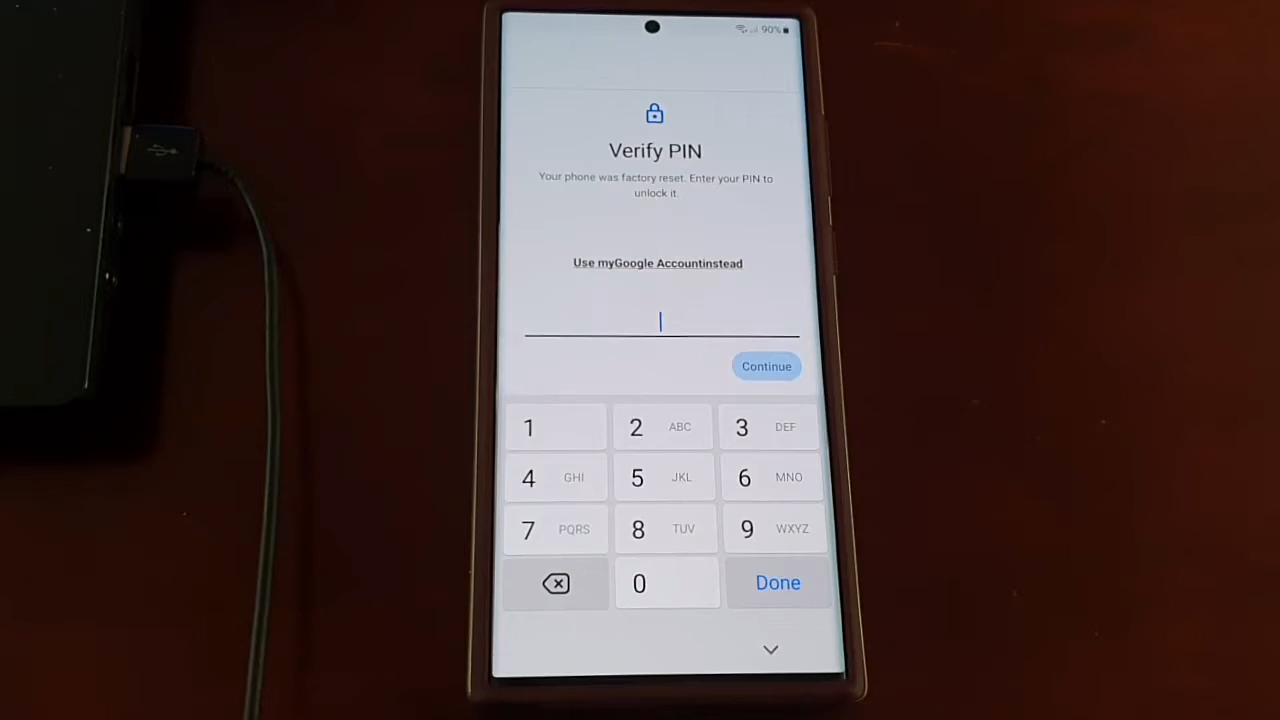 90%
Verify PIN
Your phone was factory reset. Enter your PIN to
unlock it.
Use myGoogle Accountinstead
Continue
1 2 ABC 3 DEF
4 GHI 5 JKL 6 MNO
7 PQRS 8 TUV 9 WXYZ
0 Done